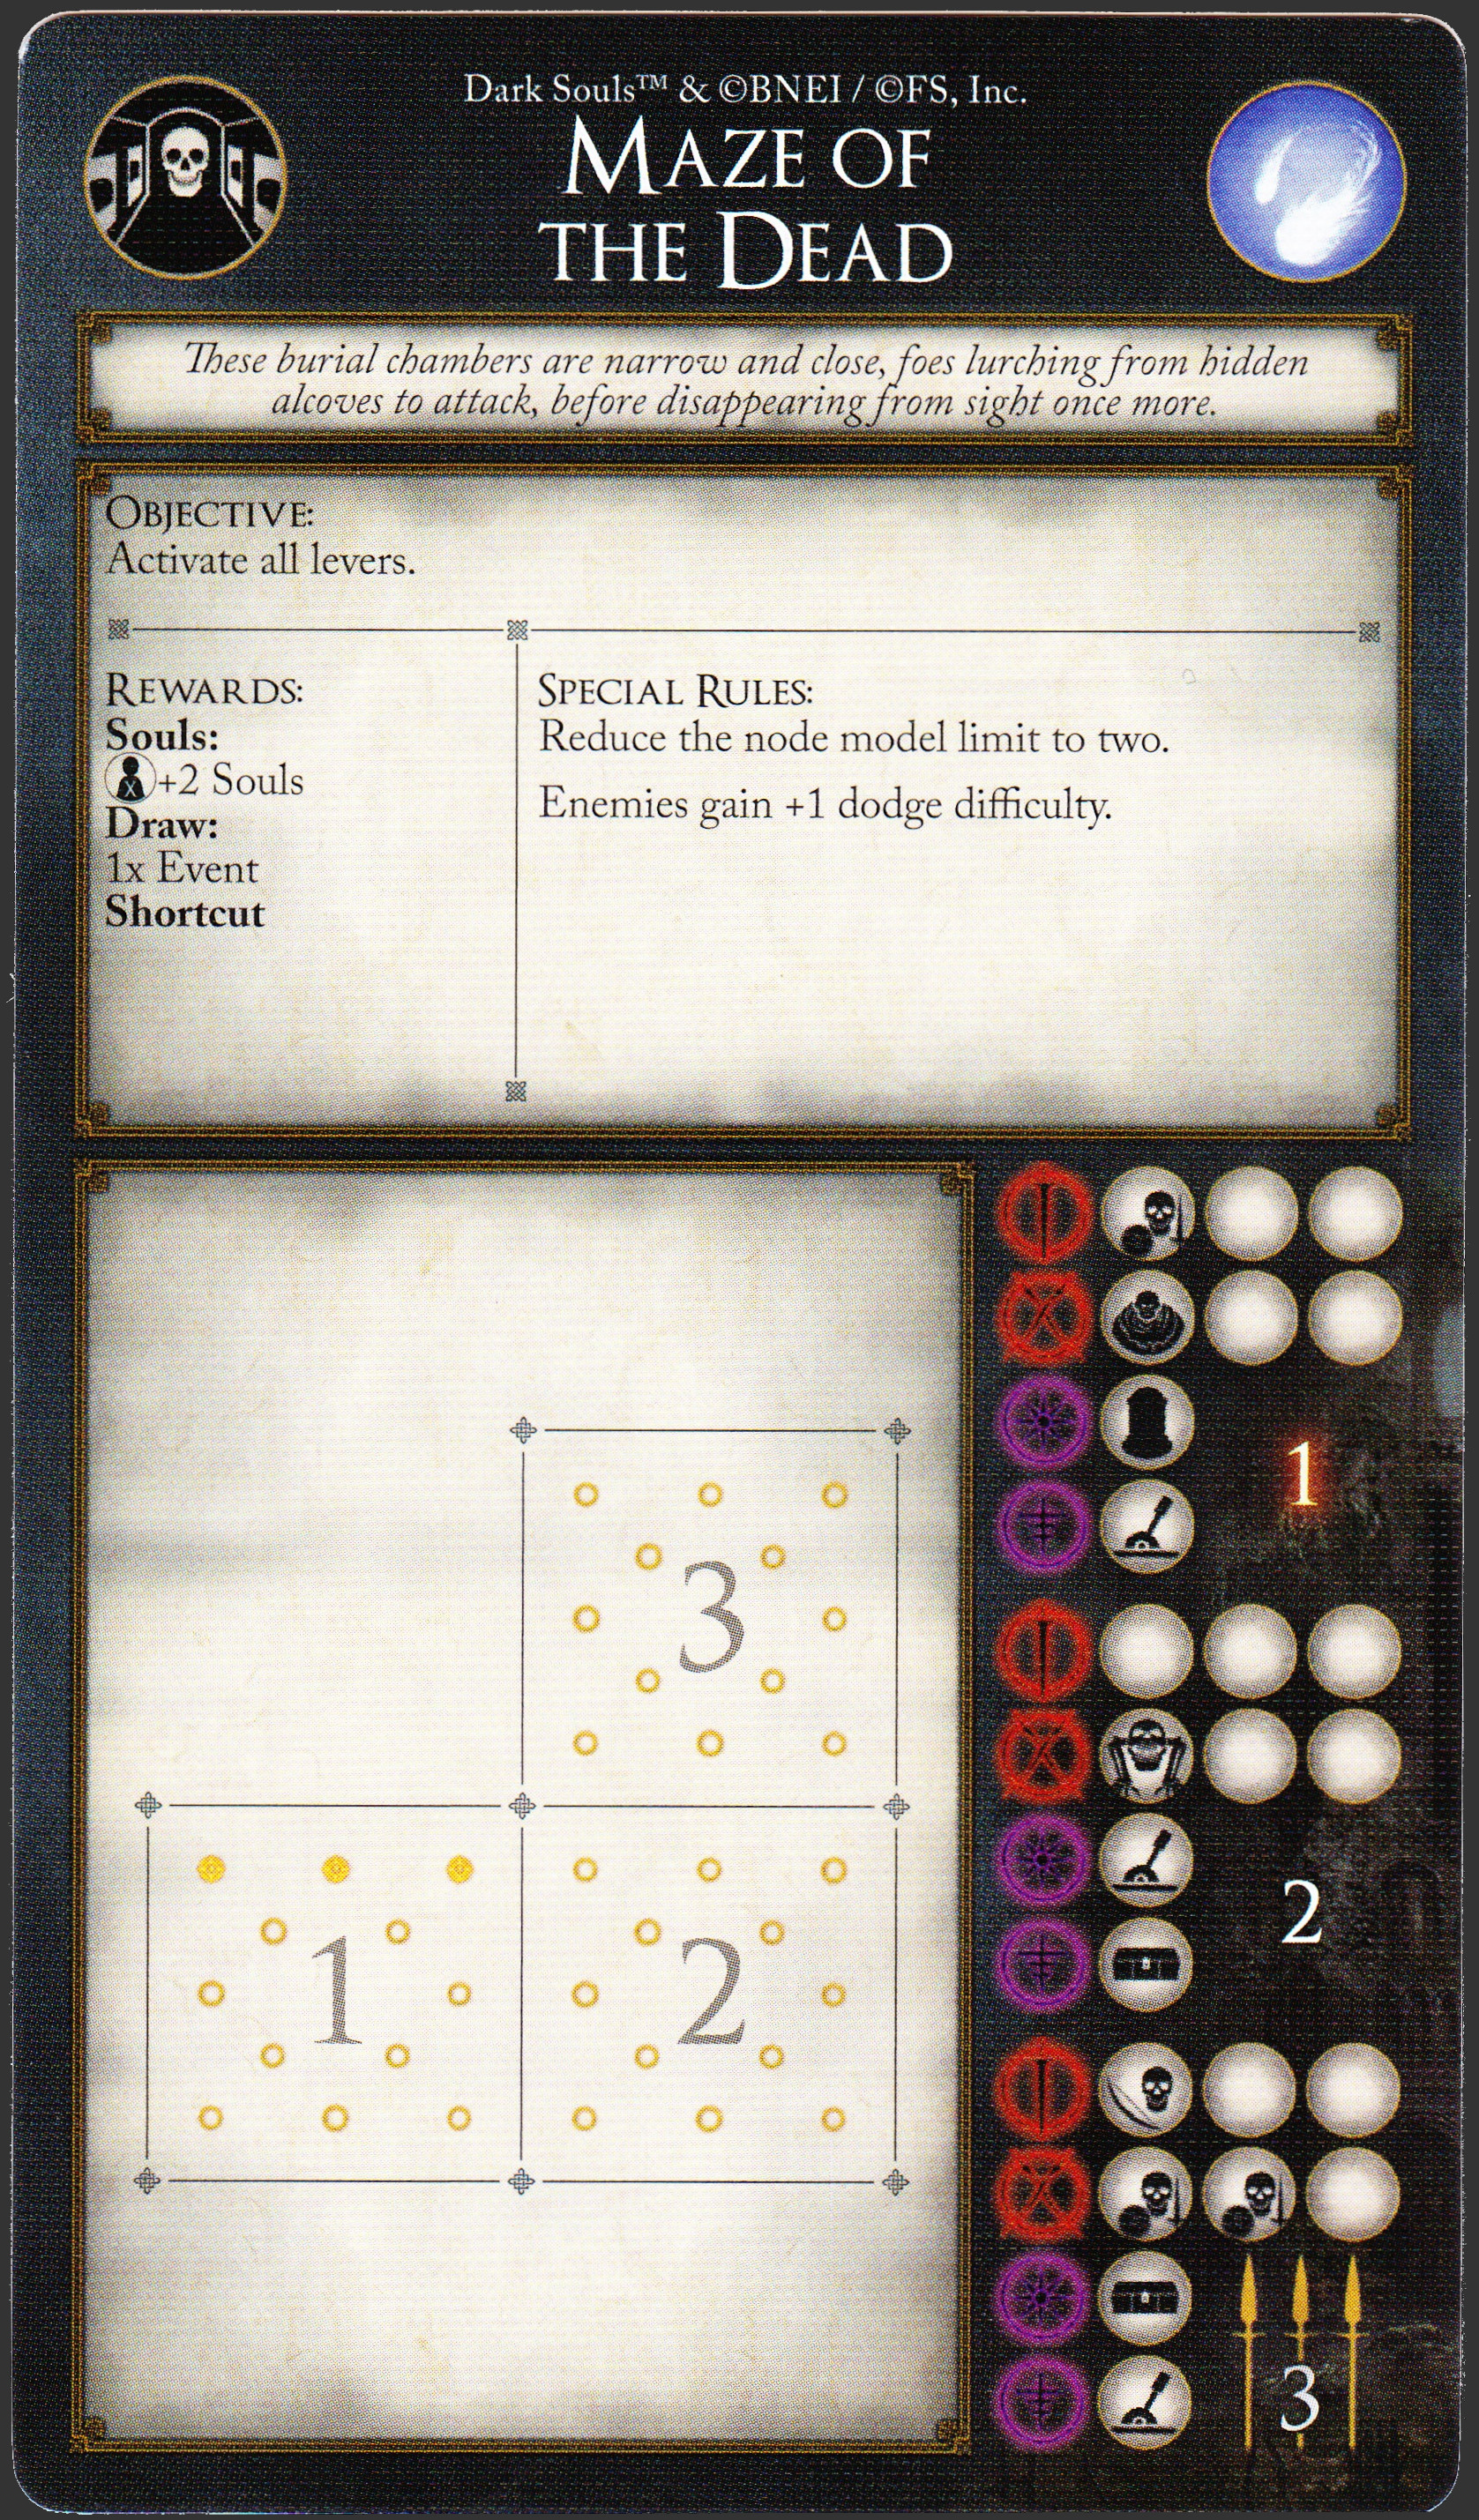 Dark Souls™ & ©BNEI / ©FS, Inc.
Maze of
the Dead
These burial chambers are narrow and close, foes lurching from hidden
alcoves to attack, before disappearing from sight once more.
Objective:
Activate all levers.
Rewards:
Souls:
+2 Souls
Draw:
1x Event
Shortcut
Special Rules:
Reduce the node model limit to two.
Enemies gain +1 dodge difficulty.
3
1
2
1
2
3